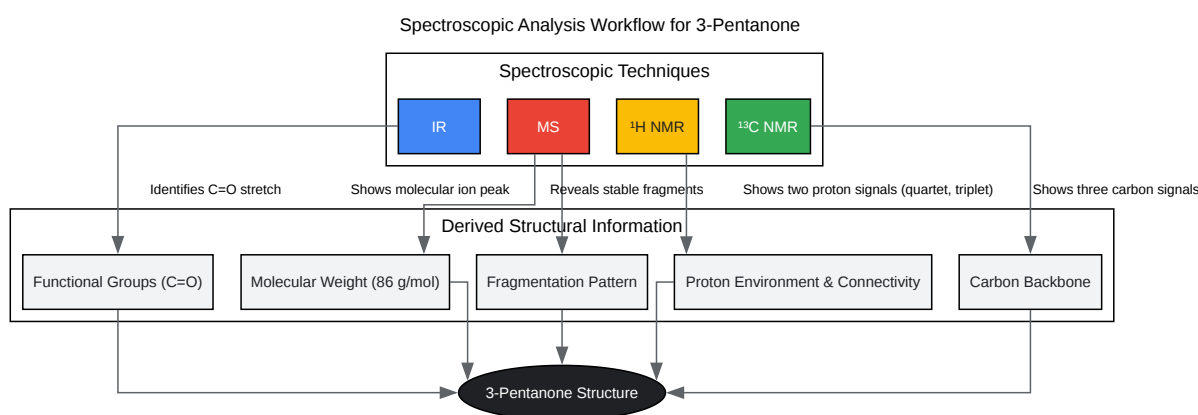 Spectroscopic Analysis Workflow for 3-Pentanone
Spectroscopic Techniques
IR
MS
¹H NMR
¹³C NMR
Identifies C=O stretch
Shows molecular ion peak
Reveals stable fragments
Shows two proton signals (quartet, triplet)
Shows three carbon signals
Derived Structural Information
Functional Groups (C=O)
Molecular Weight (86 g/mol)
Fragmentation Pattern
Proton Environment & Connectivity
Carbon Backbone
3-Pentanone Structure